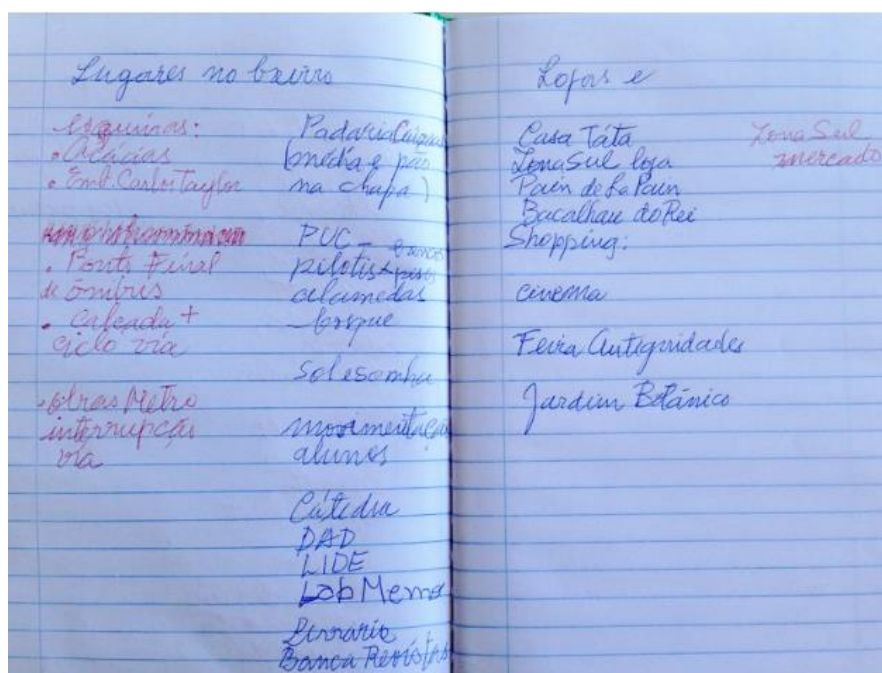 Lugares no bairro
esquinas:
• Acácias
• Emb. Carlos Taylor
• Ponto Final
de ônibus
• calçada +
ciclo via
• obras Metro
interrupção
via
Padaria
(média e pão
na chapa)
PUC –
pilotis +
alamedas
– bosque
Sol e sombra
movimentação
alunos
Cátedra
DAD
LIDE
Lob Memo
Livraria
Banca Revistas
Lojas e
Casa Táta
Zona Sul loja
Pain de La Pain
Bacalhau do Rei
Shopping:
cinema
Feira Antiguidades
Jardim Botânico
Zona Sul
mercado